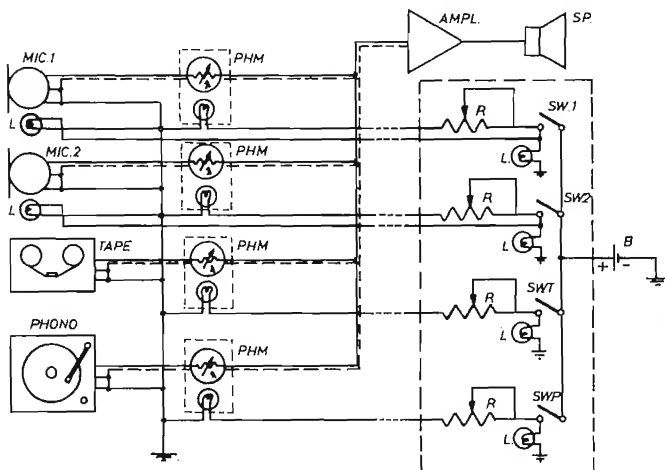 AMPL.
SP.
MIC.1
PHM
L
R
SW.1
L
MIC.2
PHM
L
R
SW2
L
TAPE
PHM
B
+ -
R
SWT
L
PHONO
PHM
R
SWP
L